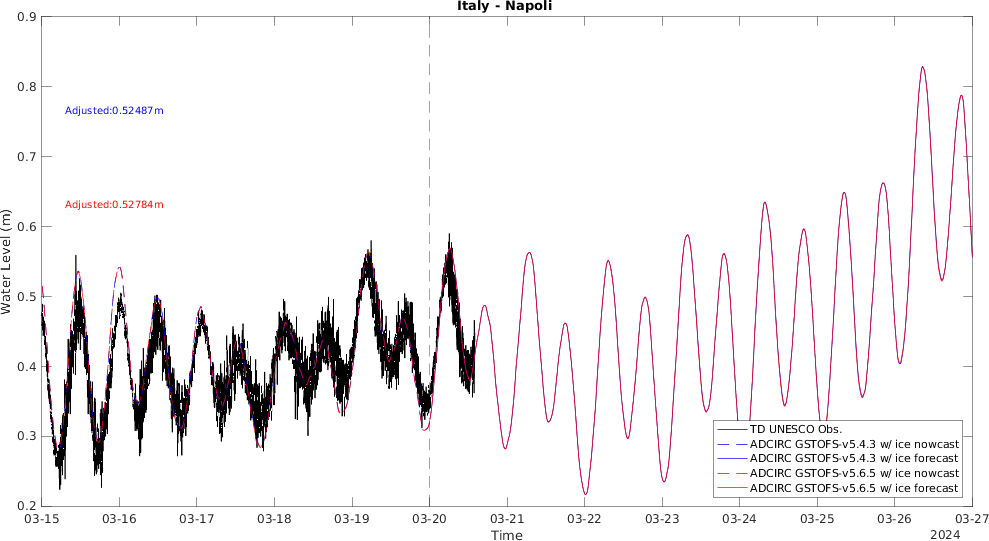 Italy - Napoli
0.9
0.8
0.7
0.6
0.5
0.4
0.3
0.2
Water Level (m)
Adjusted:0.52487m
Adjusted:0.52784m
TD UNESCO Obs.
ADCIRC GSTOFS-v5.4.3 w/ ice nowcast
ADCIRC GSTOFS-v5.4.3 w/ ice forecast
ADCIRC GSTOFS-v5.6.5 w/ ice nowcast
ADCIRC GSTOFS-v5.6.5 w/ ice forecast
03-15 03-16 03-17 03-18 03-19 03-20 03-21 03-22 03-23 03-24 03-25 03-26 03-27
Time
2024